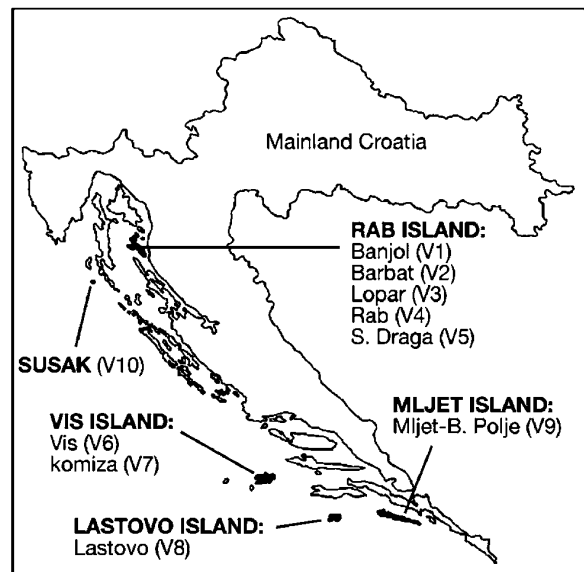 Mainland Croatia
RAB ISLAND:
Banjol (V1)
Barbat (V2)
Lopar (V3)
Rab (V4)
S. Draga (V5)
SUSAK (V10)
VIS ISLAND:
Vis (V6)
komiza (V7)
MLJET ISLAND:
Mljet-B. Polje (V9)
LASTOVO ISLAND:
Lastovo (V8)